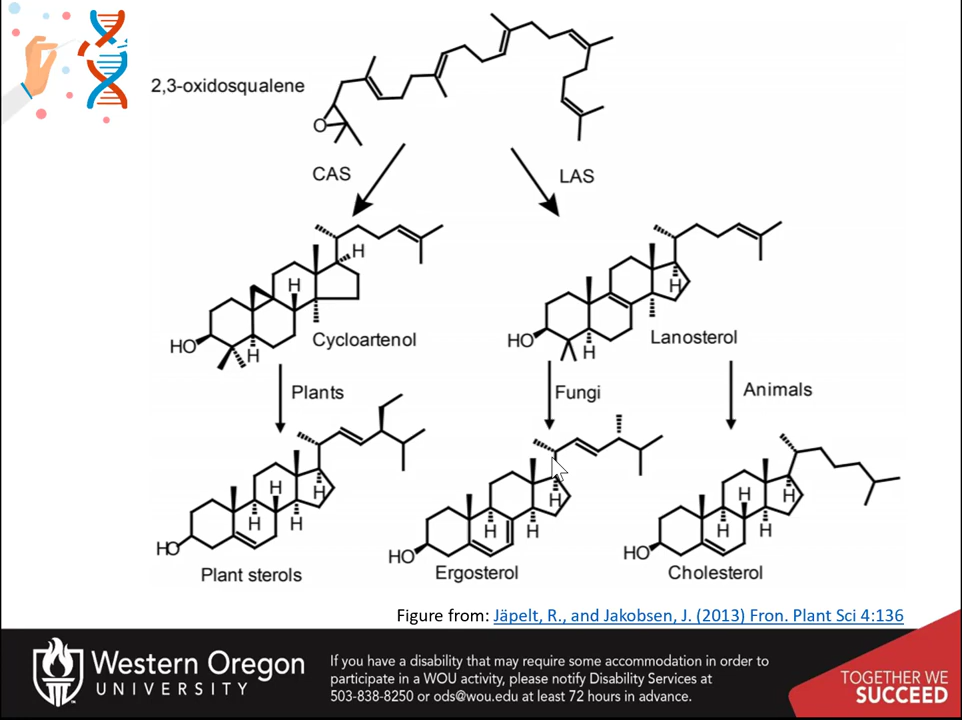 2,3-oxidosqualene
O
CAS
LAS
H
H
H
HO
Cycloartenol
H
H
HO
Lanosterol
Plants
Fungi
Animals
H
H
H
H
HO
Plant sterols
H
H
H
HO
Ergosterol
H
H
H
H
HO
Cholesterol
Figure from: Jäpelt, R., and Jakobsen, J. (2013) Fron. Plant Sci 4:136
Western Oregon
UNIVERSITY
If you have a disability that may require some accommodation in order to
participate in a WOU activity, please notify Disability Services at
503-838-8250 or ods@wou.edu at least 72 hours in advance.
TOGETHER WE
SUCCEED